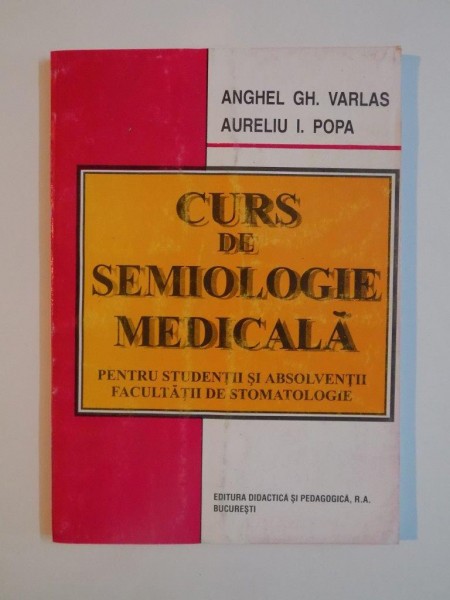 ANGHEL GH. VARLAS
AURELIU I. POPA
CURS
DE
SEMIOLOGIE
MEDICALĂ
PENTRU STUDENȚII ȘI ABSOLVENȚII
FACULTĂȚII DE STOMATOLOGIE
EDITURA DIDACTICĂ ȘI PEDAGOGICĂ, R.A.
BUCUREȘTI